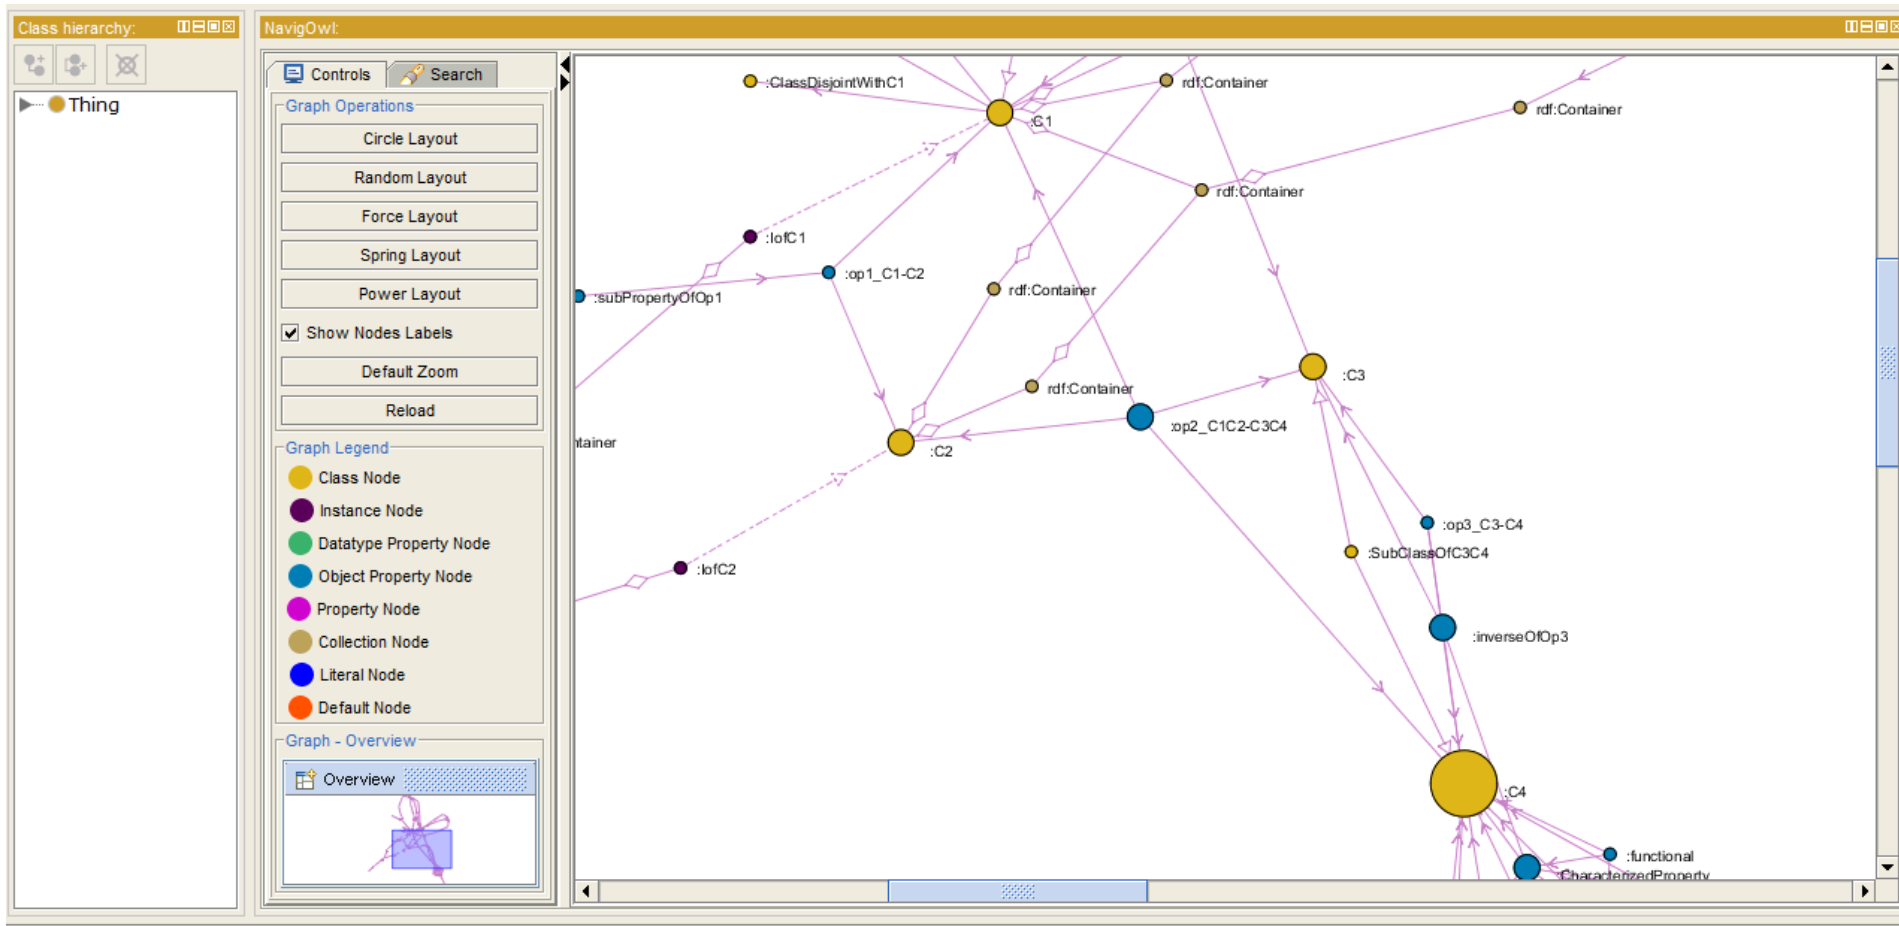 Class hierarchy:
Thing
NavigOwl:
Controls
Search
Graph Operations
Circle Layout
Random Layout
Force Layout
Spring Layout
Power Layout
Show Nodes Labels
Default Zoom
Reload
Graph Legend
Class Node
Instance Node
Datatype Property Node
Object Property Node
Property Node
Collection Node
Literal Node
Default Node
Graph - Overview
Overview
:ClassDisjointWithC1
rdf:Container
rdf:Container
:C1
rdf:Container
:IofC1
:op1_C1-C2
:subPropertyOfOp1
rdf:Container
:C3
rdf:Container
:op2_C1C2-C3C4
ntainer
:C2
:op3_C3-C4
:SubClassOfC3C4
:IofC2
:inverseOfOp3
:C4
:functional
:CharacterizedProperty